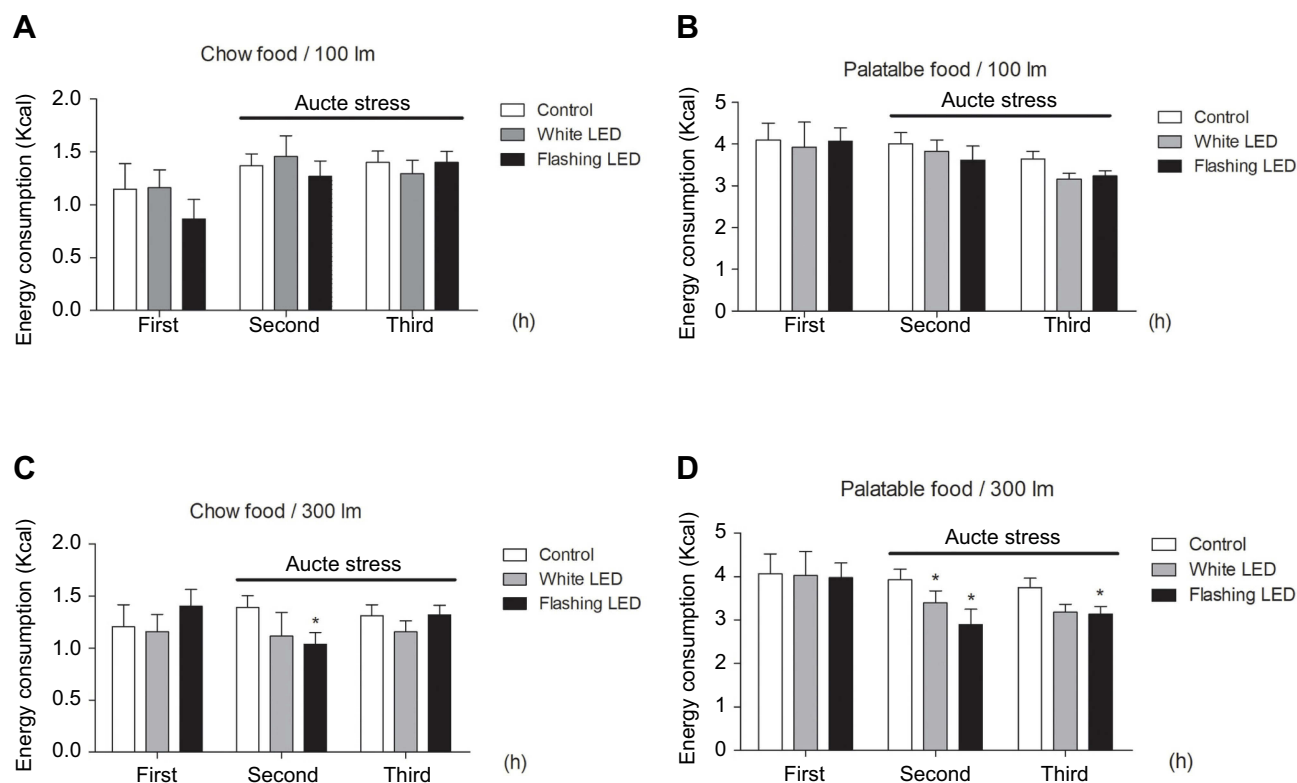 A
Chow food / 100 lm
Energy consumption (Kcal)
2.0
1.5
1.0
0.5
0.0
Aucte stress
Control
White LED
Flashing LED
First Second Third (h)
B
Palatalbe food / 100 lm
Energy consumption (Kcal)
5
4
3
2
1
0
Aucte stress
Control
White LED
Flashing LED
First Second Third (h)
C
Chow food / 300 lm
Energy consumption (Kcal)
2.0
1.5
1.0
0.5
0.0
Aucte stress
*
Control
White LED
Flashing LED
First Second Third (h)
D
Palatable food / 300 lm
Energy consumption (Kcal)
5
4
3
4
2
1
0
Aucte stress
* * *
Control
White LED
Flashing LED
First Second Third (h)